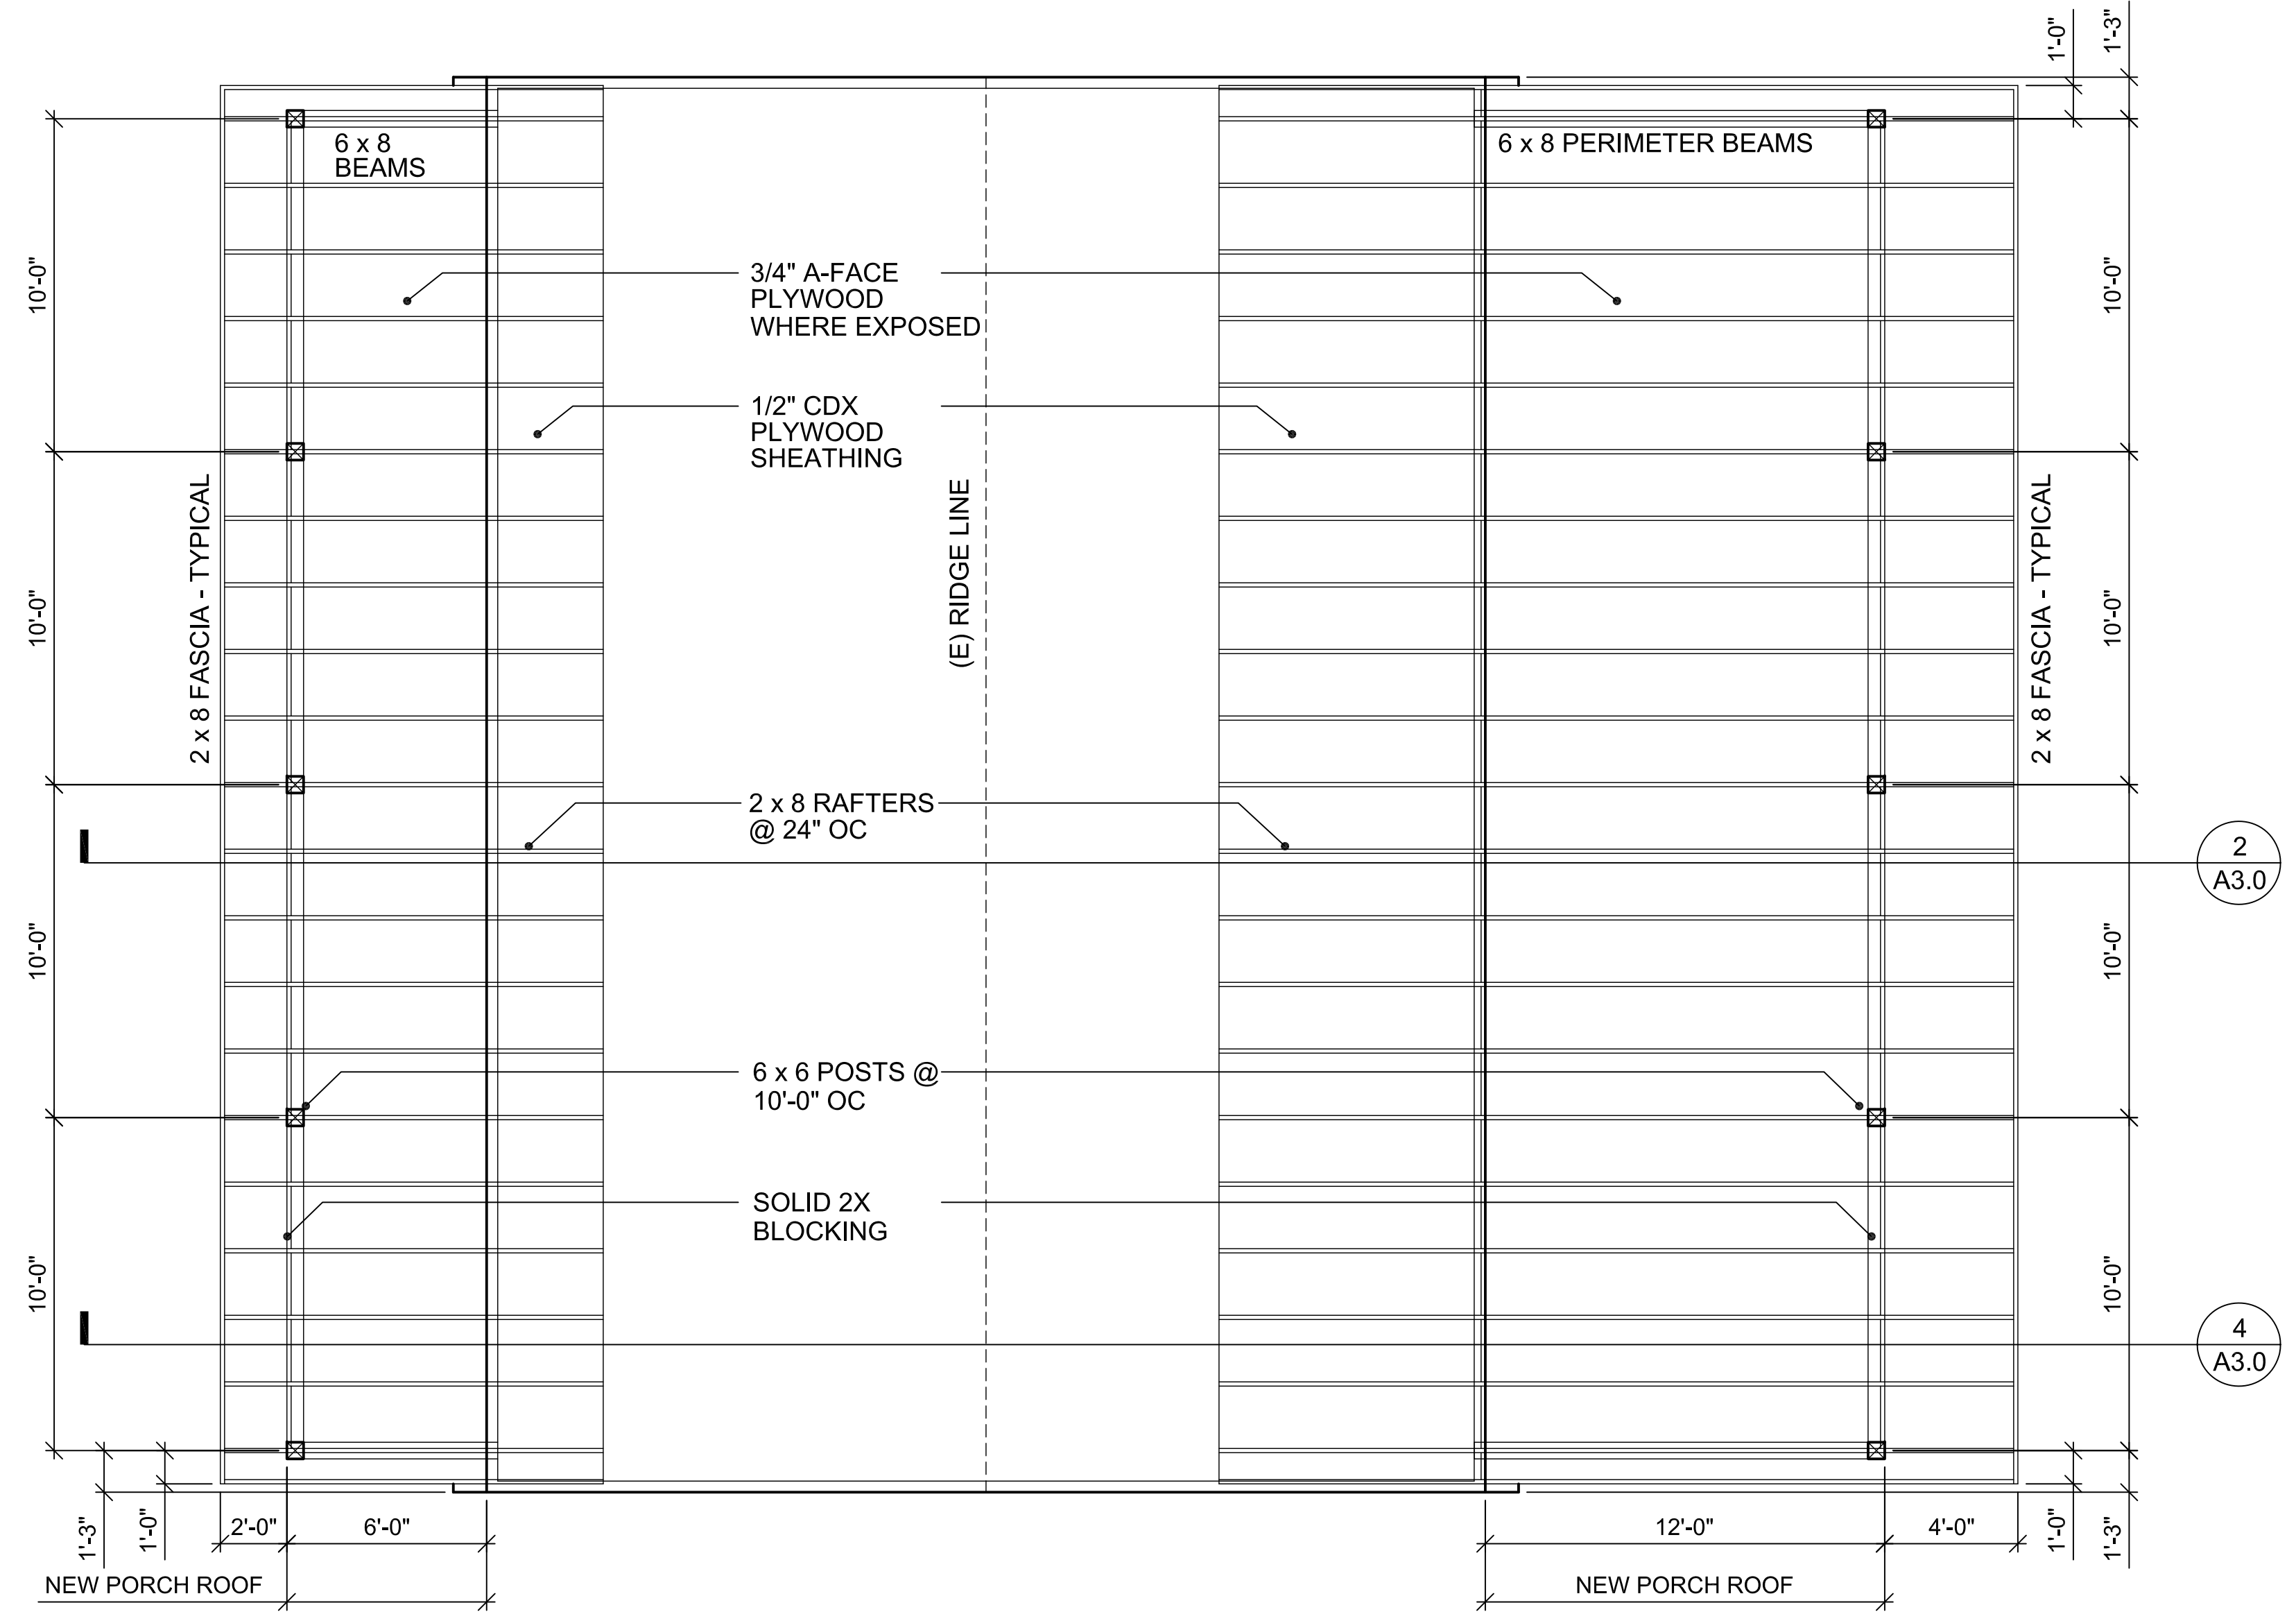 1'-0"
1'-3"
6 x 8
BEAMS
6 x 8 PERIMETER BEAMS
10'-0"
3/4" A-FACE
PLYWOOD
WHERE EXPOSED
10'-0"
1/2" CDX
PLYWOOD
SHEATHING
10'-0"
2 x 8 FASCIA - TYPICAL
(E) RIDGE LINE
2 x 8 FASCIA - TYPICAL
10'-0"
2 x 8 RAFTERS
@ 24" OC
2
A3.0
10'-0"
10'-0"
6 x 6 POSTS @
10'-0" OC
SOLID 2X
BLOCKING
10'-0"
10'-0"
4
A3.0
1'-3"
1'-0"
2'-0"
6'-0"
12'-0"
4'-0"
1'-0"
1'-3"
NEW PORCH ROOF
NEW PORCH ROOF